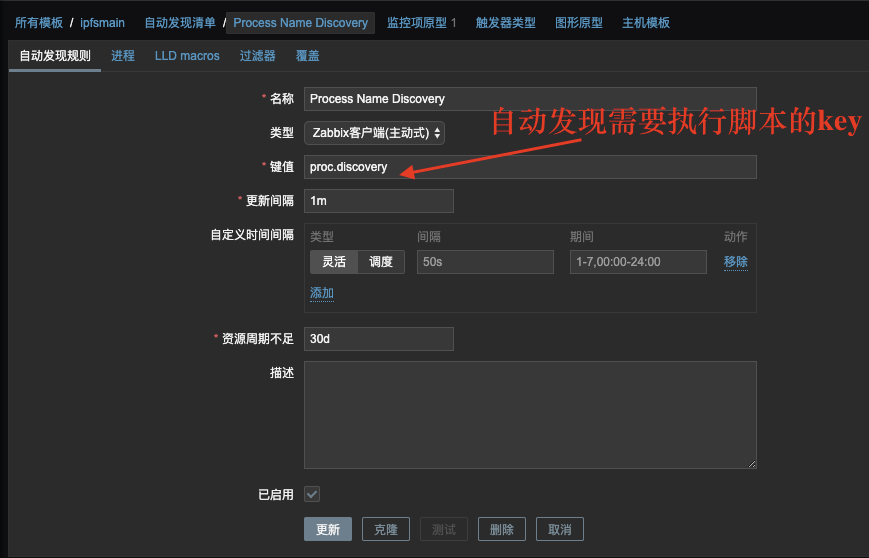 所有模板 / ipfsmain 自动发现清单 / Process Name Discovery 监控项原型 1 触发器类型 图形原型 主机模板
自动发现规则 进程 LLD macros 过滤器 覆盖
* 名称 Process Name Discovery
自动发现需要执行脚本的key
类型 Zabbix客户端(主动式)
* 键值 proc.discovery
* 更新间隔 1m
自定义时间间隔 类型 间隔 期间 动作
灵活 调度 50s 1-7,00:00-24:00 移除
添加
* 资源周期不足 30d
描述
已启用
更新 克隆 测试 删除 取消